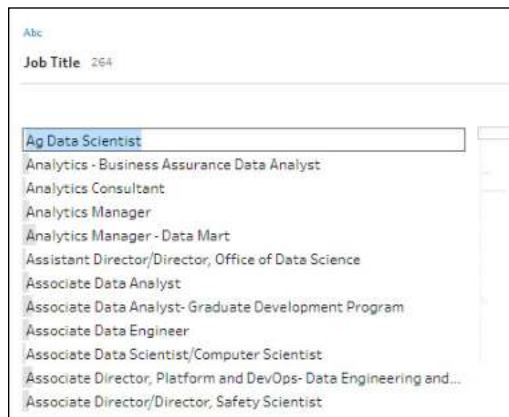 Abc
Job Title 264
Ag Data Scientist
Analytics - Business Assurance Data Analyst
Analytics Consultant
Analytics Manager
Analytics Manager - Data Mart
Assistant Director/Director, Office of Data Science
Associate Data Analyst
Associate Data Analyst- Graduate Development Program
Associate Data Engineer
Associate Data Scientist/Computer Scientist
Associate Director, Platform and DevOps- Data Engineering and...
Associate Director/Director, Safety Scientist